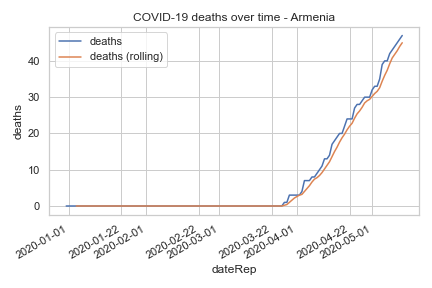 COVID-19 deaths over time - Armenia
deaths
deaths (rolling)
deaths
40
30
20
10
0
2020-01-01
2020-01-22
2020-02-01
2020-02-22
2020-03-01
2020-03-22
2020-04-01
2020-04-22
2020-05-01
dateRep